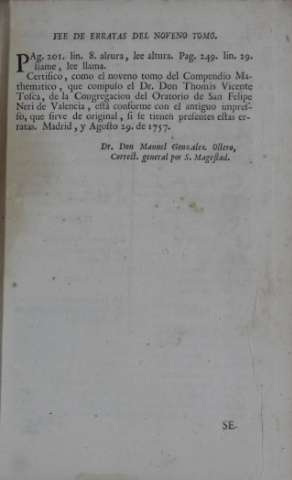 FEE DE ERRATAS DEL NOVENO TOMO.
PAg. 201. lin. 8. alrura, lee altura. Pag. 249. lin. 29.
llame, lee llama.
Certifico, como el noveno tomo del Compendio Ma-
thematico, que compuſo el Dr. Don Thomàs Vicente
Toſca, de la Congregacion del Oratorio de San Felipe
Neri de Valencia, eſtà conforme con el antiguo impreſ-
ſo, que ſirve de original, ſi ſe tienen preſentes eſtas er-
ratas. Madrid, y Agoſto 29. de 1757.
Dr. Don Manuel Gonzalez. Ollero,
Correct. general por S. Mageſtad.
SE-